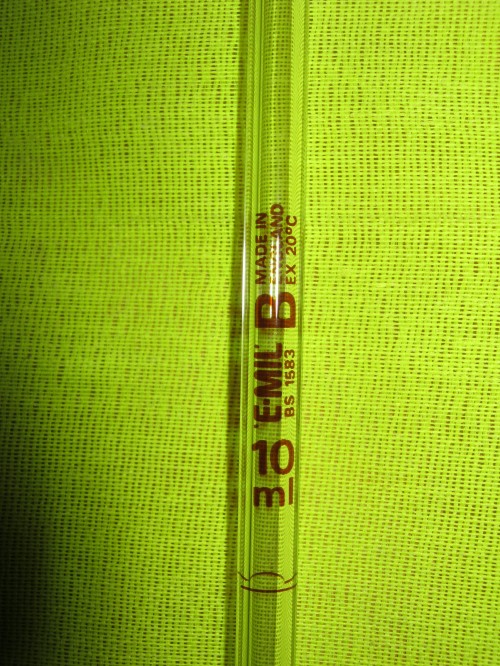 10
ml
E-MIL
BS 1583
B
MADE IN
ENGLAND
EX 20°C